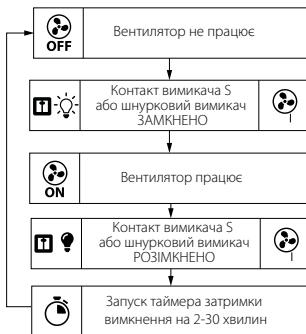 OFF
Вентилятор не працює
Контакт вимикача S
або шнурковий вимикач
ЗАМКНЕНО
ON
Вентилятор працює
Контакт вимикача S
або шнурковий вимикач
РОЗІМКНЕНО
Запуск таймера затримки
вимкнення на 2-30 хвилин